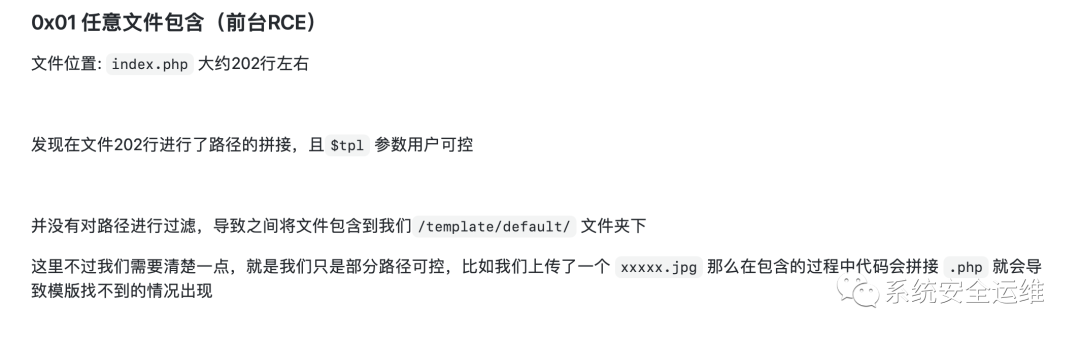 0x01 任意文件包含（前台RCE）
文件位置: index.php 大约202行左右
发现在文件202行进行了路径的拼接，且 $tpl 参数用户可控
并没有对路径进行过滤，导致之间将文件包含到我们 /template/default/ 文件夹下
这里不过我们需要清楚一点，就是我们只是部分路径可控，比如我们上传了一个 xxxxx.jpg 那么在包含的过程中代码会拼接 .php 就会导
致模版找不到的情况出现
系统安全运维